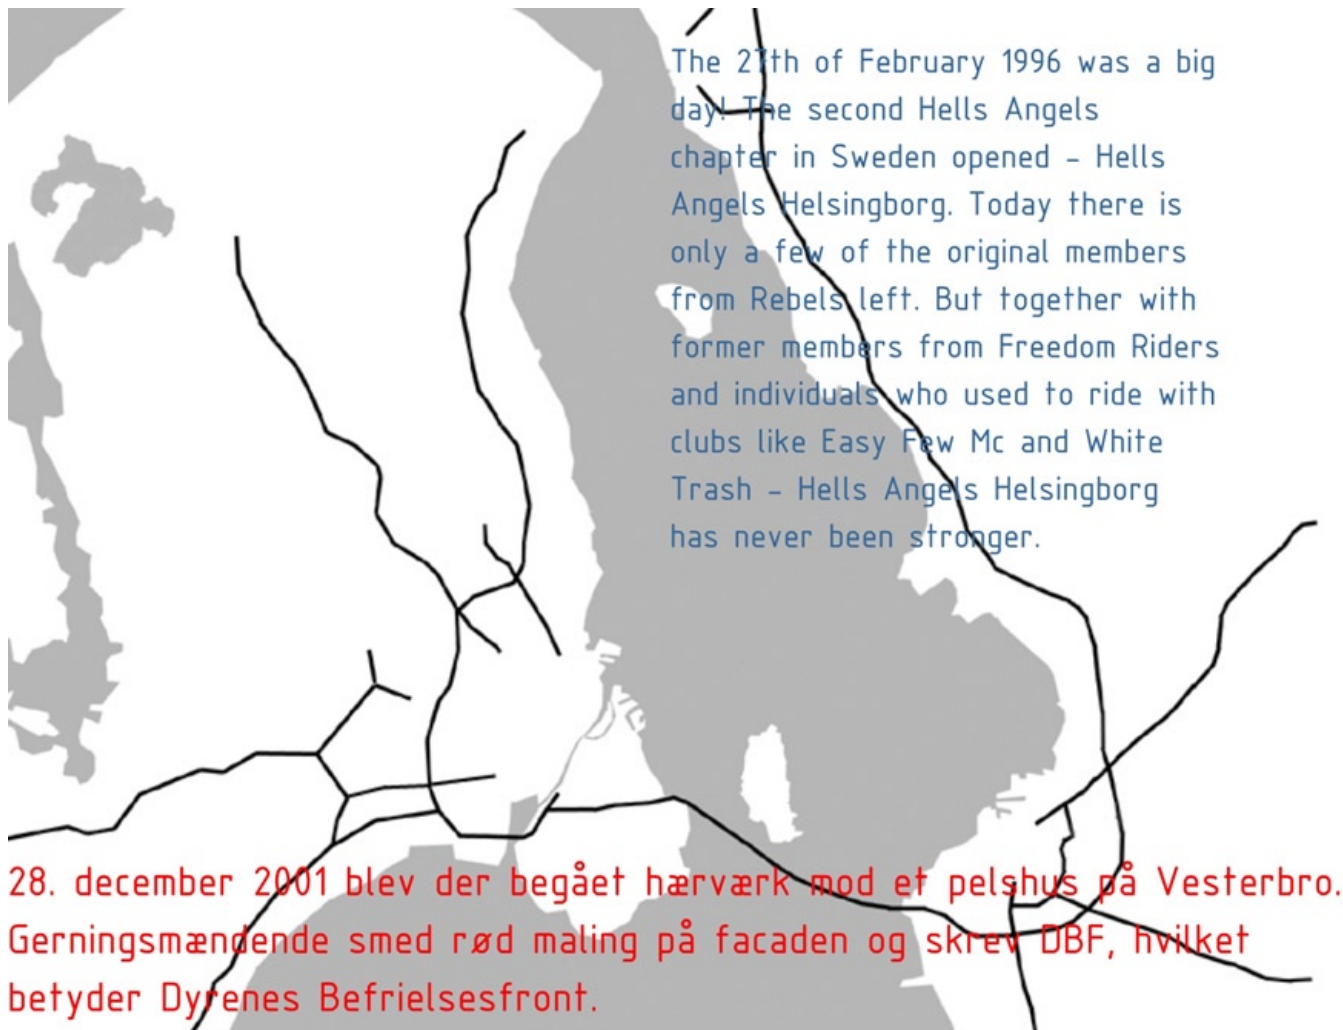 The 27th of February 1996 was a big
day! The second Hells Angels
chapter in Sweden opened - Hells
Angels Helsingborg. Today there is
only a few of the original members
from Rebels left. But together with
former members from Freedom Riders
and individuals who used to ride with
clubs like Easy Few Mc and White
Trash - Hells Angels Helsingborg
has never been stronger.
28. december 2001 blev der begået hærværk mod et pelshus på Vesterbro.
Gerningsmændende smed rød maling på facaden og skrev DBF, hvilket
betyder Dyrenes Befrielsesfront.